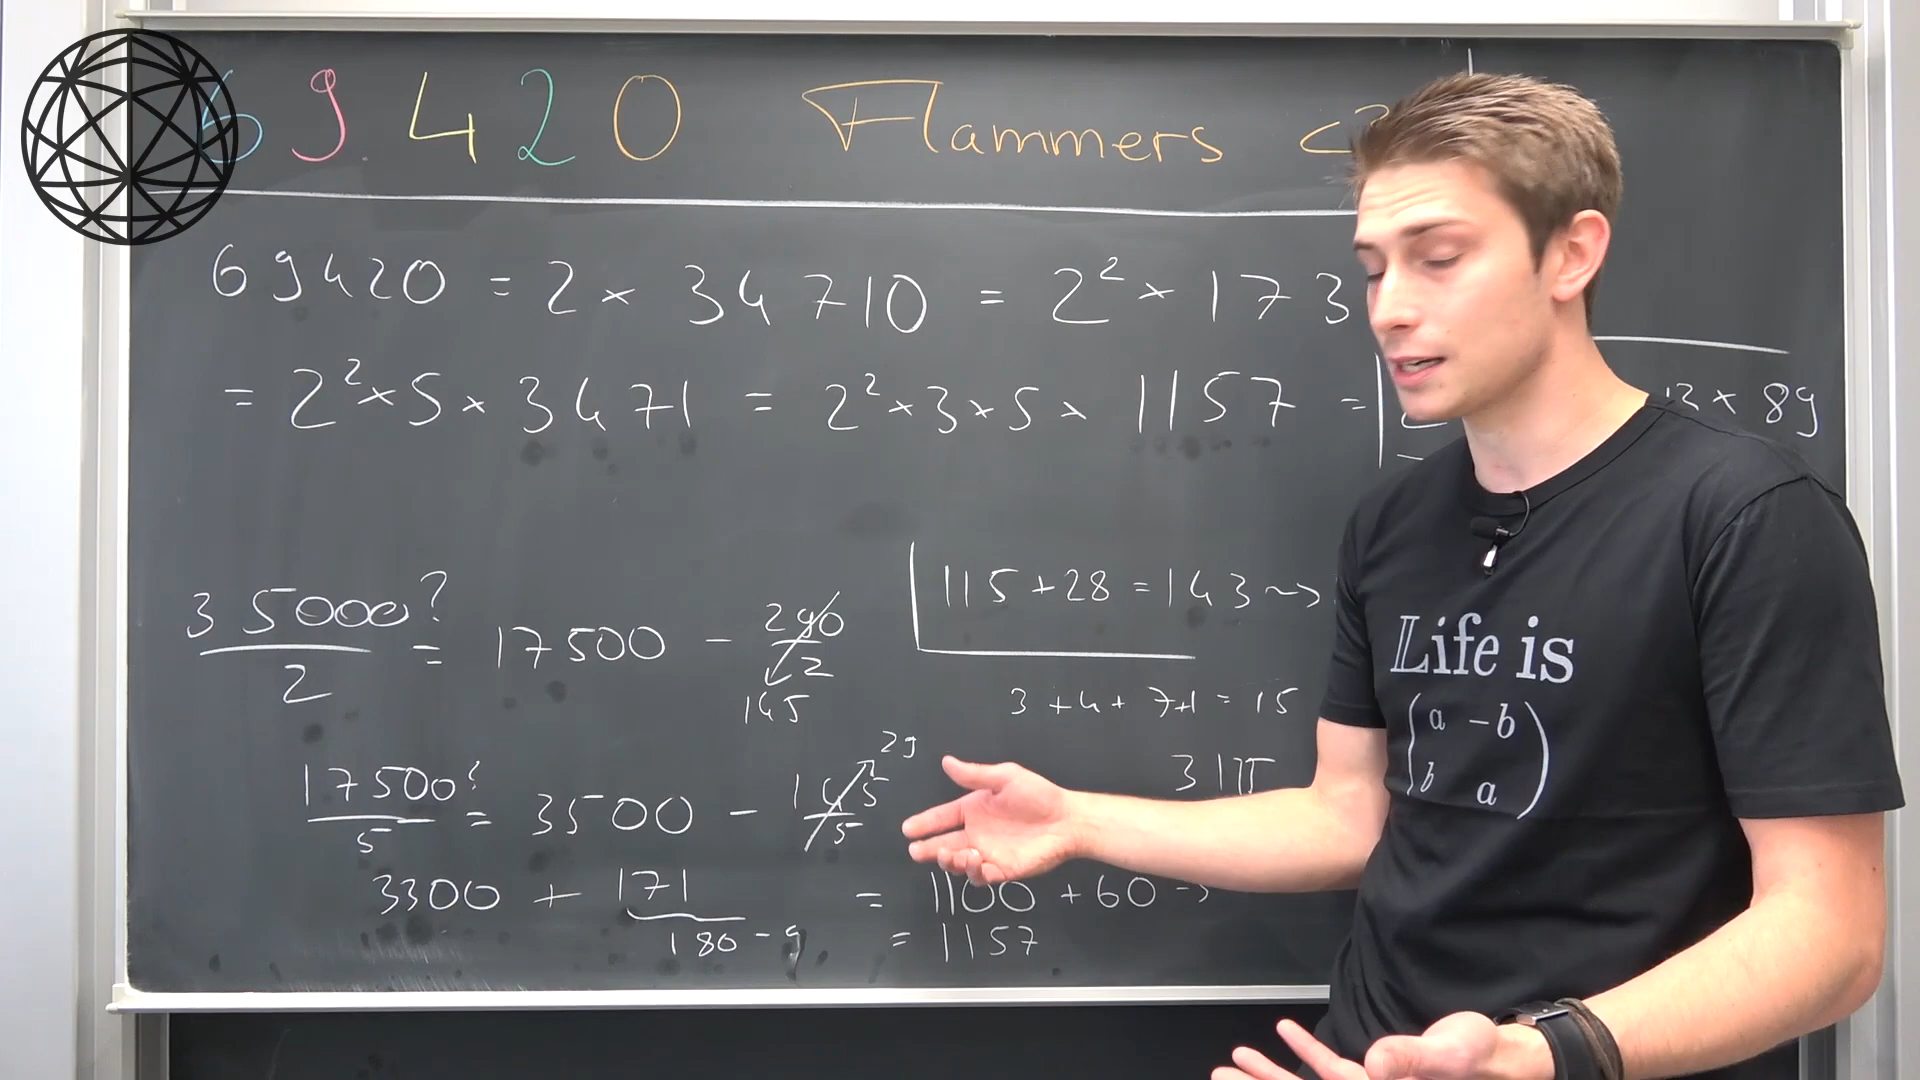 69420 Flammers <3
69420 = 2 × 34710 = 2² × 173
= 2² × 5 × 3471 = 2² × 3 × 5 × 1157 =
13 × 89
35000?/2 = 17500 - 290/2
145
115 + 28 = 143 ~>
3 + 4 + 7 + 1 = 15
17500?/5 = 3500 - 145/5
29
3300 + 171 = 1100 + 60 -
180 - 9 = 1157
Life is
(a -b
b a)